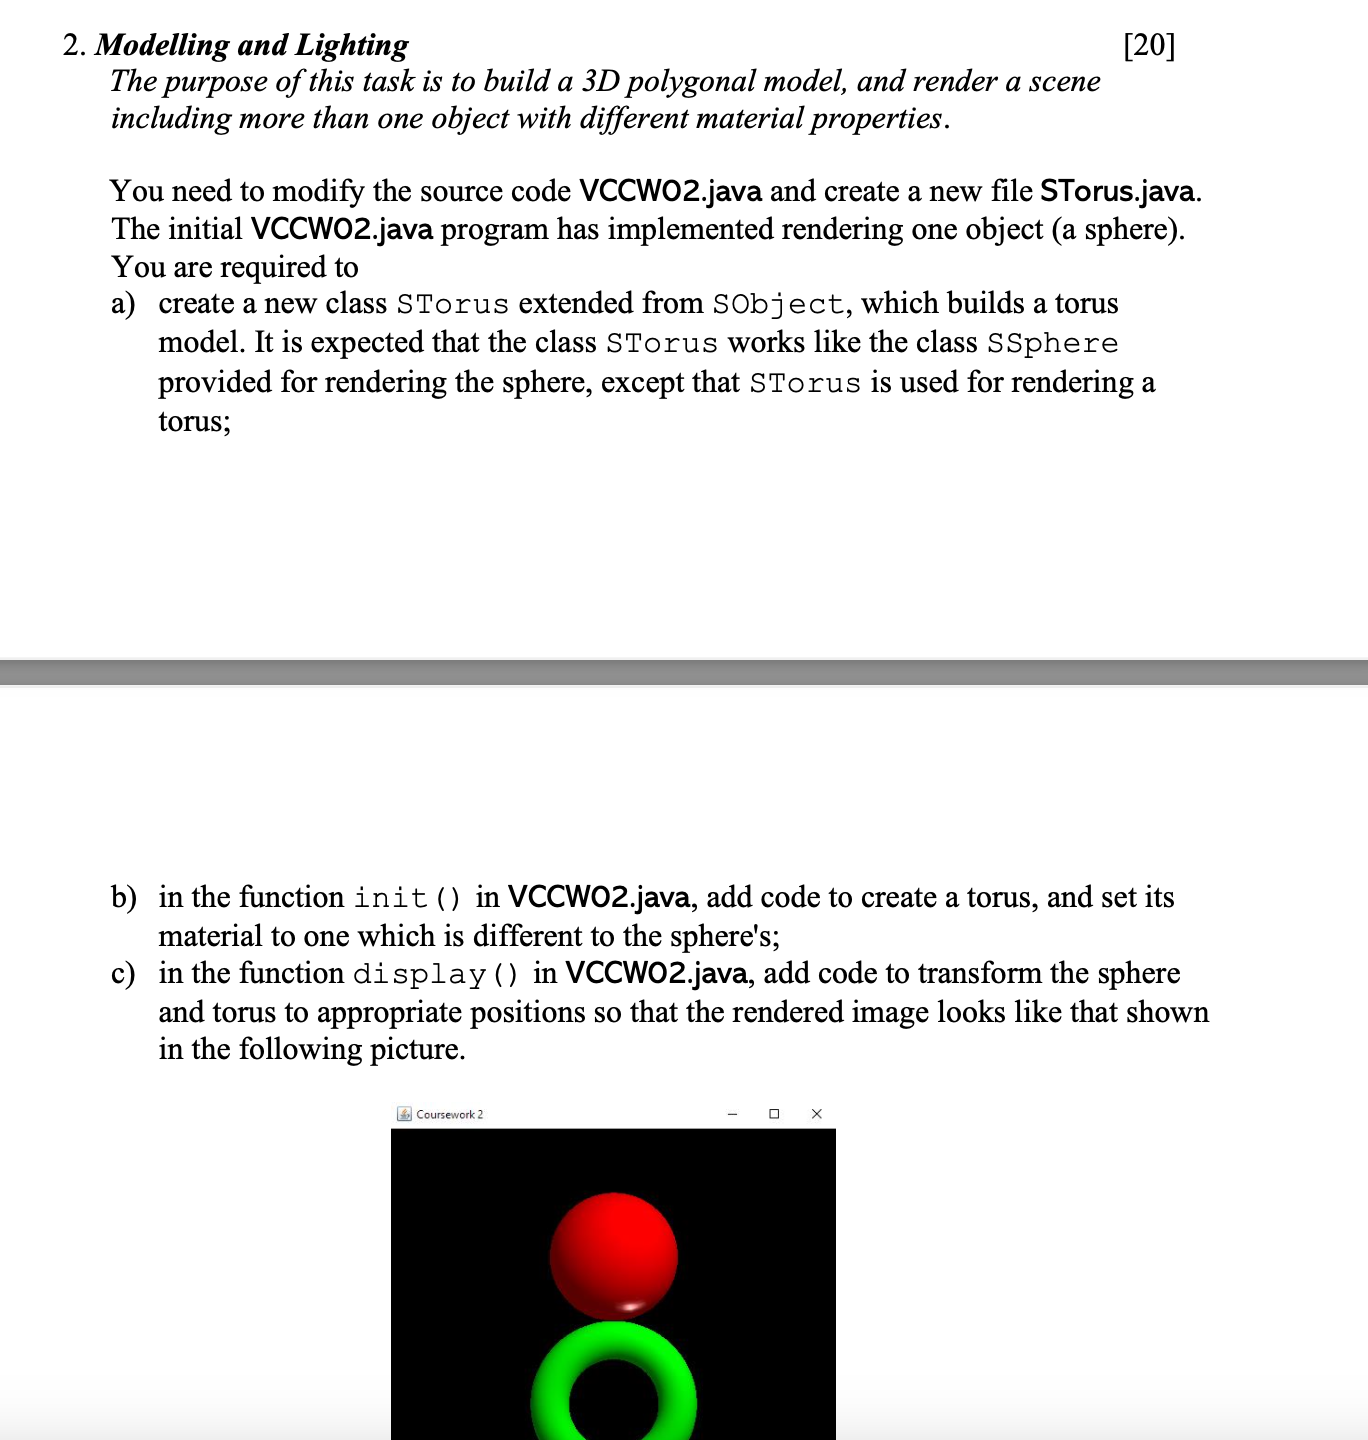 2. Modelling and Lighting [20]
The purpose of this task is to build a 3D polygonal model, and render a scene
including more than one object with different material properties.
You need to modify the source code VCCW02.java and create a new file STorus.java.
The initial VCCW02.java program has implemented rendering one object (a sphere).
You are required to
a) create a new class STorus extended from SObject, which builds a torus
model. It is expected that the class STorus works like the class SSphere
provided for rendering the sphere, except that STorus is used for rendering a
torus;
b) in the function init() in VCCW02.java, add code to create a torus, and set its
material to one which is different to the sphere's;
c) in the function display() in VCCW02.java, add code to transform the sphere
and torus to appropriate positions so that the rendered image looks like that shown
in the following picture.
Coursework 2